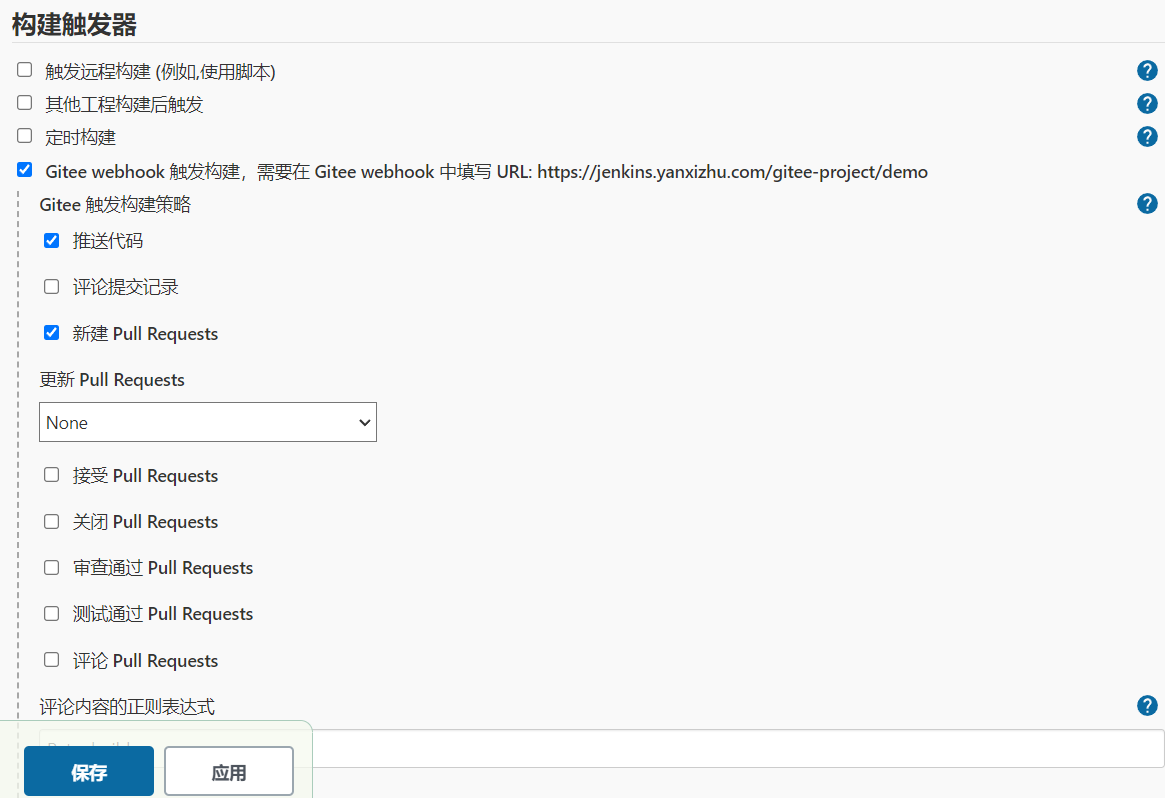 构建触发器
触发远程构建 (例如,使用脚本)
其他工程构建后触发
定时构建
Gitee webhook 触发构建，需要在 Gitee webhook 中填写 URL: https://jenkins.yanxizhu.com/gitee-project/demo
Gitee 触发构建策略
推送代码
评论提交记录
新建 Pull Requests
更新 Pull Requests
None
接受 Pull Requests
关闭 Pull Requests
审查通过 Pull Requests
测试通过 Pull Requests
评论 Pull Requests
评论内容的正则表达式
保存
应用